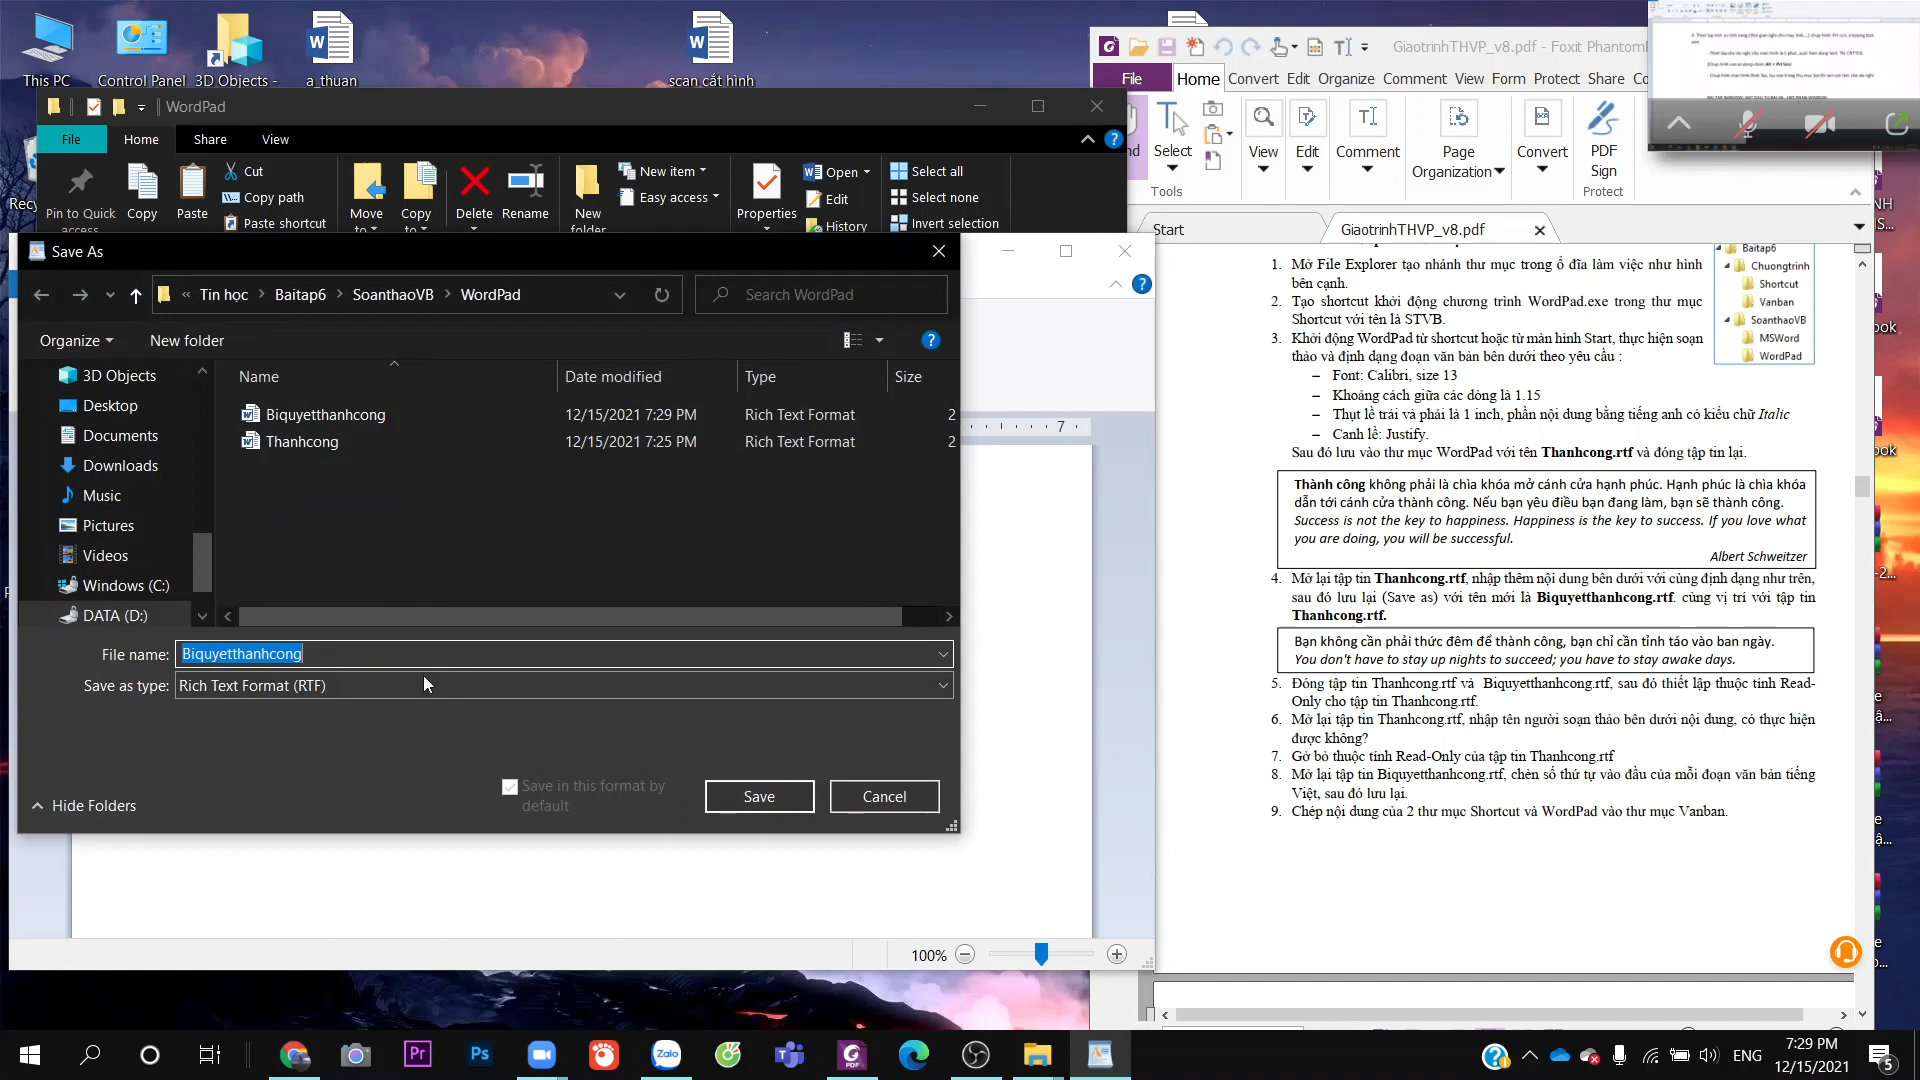 This PC
Control Panel
3D Objects -
a_thuan
scan cắt hình
WordPad
File
Home
Share
View
Pin to Quick
access
Copy
Paste
Cut
Copy path
Paste shortcut
Move
to
Copy
to
Delete
Rename
New
folder
New item
Easy access
Properties
Open
Edit
History
Select all
Select none
Invert selection
Save As
Tin học
Baitap6
SoanthaoVB
WordPad
Search WordPad
Organize
New folder
Name
Date modified
Type
Size
3D Objects
Desktop
Documents
Downloads
Music
Pictures
Videos
Windows (C:)
DATA (D:)
Biquyetthanhcong 12/15/2021 7:29 PM Rich Text Format 2
Thanhcong 12/15/2021 7:25 PM Rich Text Format 2
File name: Biquyetthanhcong
Save as type: Rich Text Format (RTF)
Save in this format by
default
Save
Cancel
Hide Folders
7
100%
GiaotrinhTHVP_v8.pdf - Foxit PhantomP
File Home Convert Edit Organize Comment View Form Protect Share Co
Select
View
Edit
Comment
Page
Organization
Convert
PDF
Sign
Tools
Protect
Start
GiaotrinhTHVP_v8.pdf
1. Mở File Explorer tạo nhánh thư mục trong ổ đĩa làm việc như hình
bên cạnh.
2. Tạo shortcut khởi động chương trình WordPad.exe trong thư mục
Shortcut với tên là STVB.
3. Khởi động WordPad từ shortcut hoặc từ màn hình Start, thực hiện soạn
thảo và định dạng đoạn văn bản bên dưới theo yêu cầu :
– Font: Calibri, size 13
– Khoảng cách giữa các dòng là 1.15
– Thụt lề trái và phải là 1 inch, phần nội dung bằng tiếng anh có kiểu chữ Italic
– Canh lề: Justify.
Sau đó lưu vào thư mục WordPad với tên Thanhcong.rtf và đóng tập tin lại.
Baitap6
Chuongtrinh
Shortcut
Vanban
SoanthaoVB
MSWord
WordPad
Thành công không phải là chìa khóa mở cánh cửa hạnh phúc. Hạnh phúc là chìa khóa
dẫn tới cánh cửa thành công. Nếu bạn yêu điều bạn đang làm, bạn sẽ thành công.
Success is not the key to happiness. Happiness is the key to success. If you love what
you are doing, you will be successful.
Albert Schweitzer
4. Mở lại tập tin Thanhcong.rtf, nhập thêm nội dung bên dưới với cùng định dạng như trên,
sau đó lưu lại (Save as) với tên mới là Biquyetthanhcong.rtf. cùng vị trí với tập tin
Thanhcong.rtf.
Bạn không cần phải thức đêm để thành công, bạn chỉ cần tỉnh táo vào ban ngày.
You don't have to stay up nights to succeed; you have to stay awake days.
5. Đóng tập tin Thanhcong.rtf và Biquyetthanhcong.rtf, sau đó thiết lập thuộc tính Read-
Only cho tập tin Thanhcong.rtf.
6. Mở lại tập tin Thanhcong.rtf, nhập tên người soạn thảo bên dưới nội dung, có thực hiện
được không?
7. Gở bỏ thuộc tính Read-Only của tập tin Thanhcong.rtf
8. Mở lại tập tin Biquyetthanhcong.rtf, chèn số thứ tự vào đầu của mỗi đoạn văn bản tiếng
Việt, sau đó lưu lại.
9. Chép nội dung của 2 thư mục Shortcut và WordPad vào thư mục Vanban.
ENG
7:29 PM
12/15/2021
5